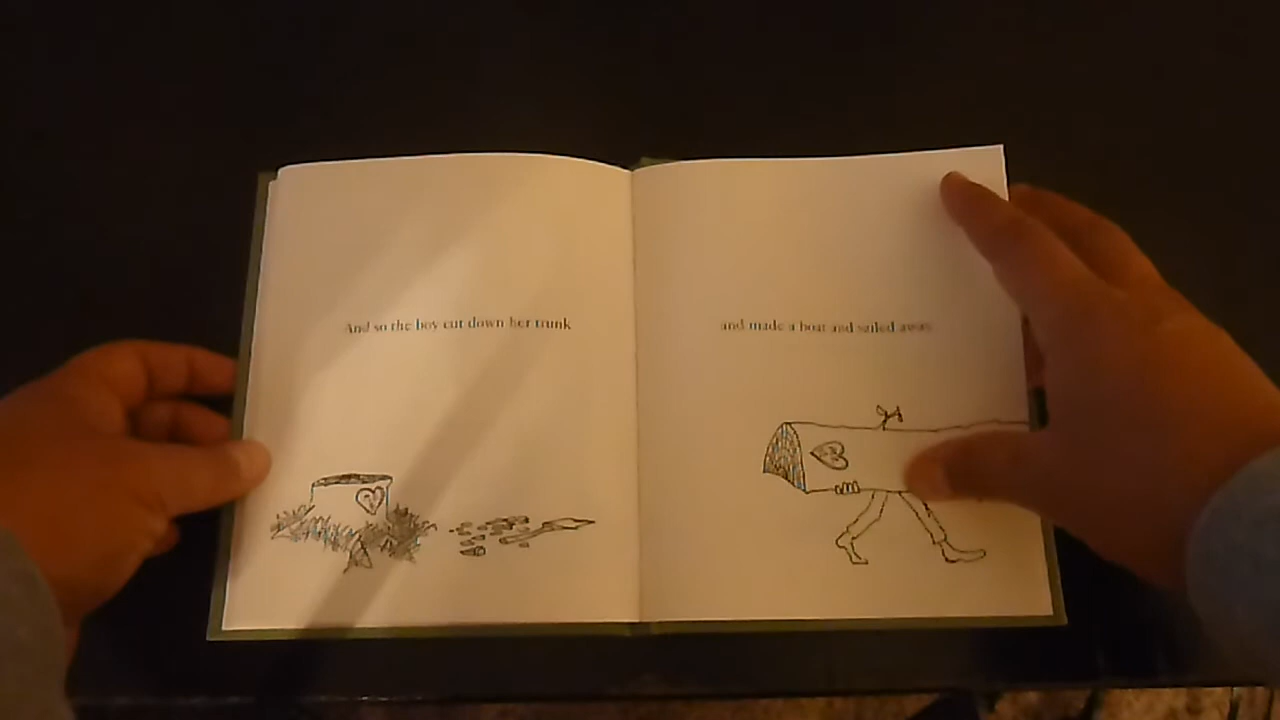 And so the boy cut down her trunk
and made a boat and sailed away